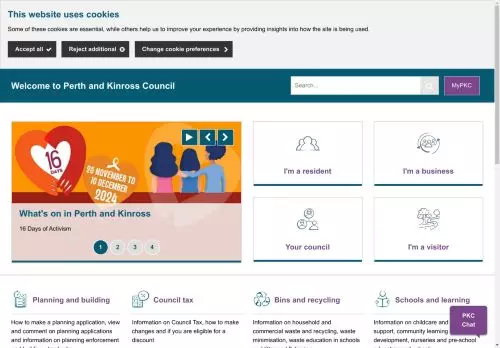 This website uses cookies
Some of these cookies are essential, while others help us to improve your experience by providing insights into how the site is being used.
Accept all
Reject additional
Change cookie preferences
Welcome to Perth and Kinross Council
Search...
MyPKC
16
DAYS
25 NOVEMBER TO
10 DECEMBER
2024
What's on in Perth and Kinross
16 Days of Activism
1 2 3 4
I'm a resident
I'm a business
Your council
I'm a visitor
Planning and building
How to make a planning application, view
and comment on planning applications
and information on planning enforcement
Council tax
Information on Council Tax, how to make
changes and if you are eligible for a
discount
Bins and recycling
Information on household and
commercial waste and recycling, waste
minimisation, waste education in schools
Schools and learning
Information on childcare and
support, community learning
development, nurseries and pre-school
PKC
Chat